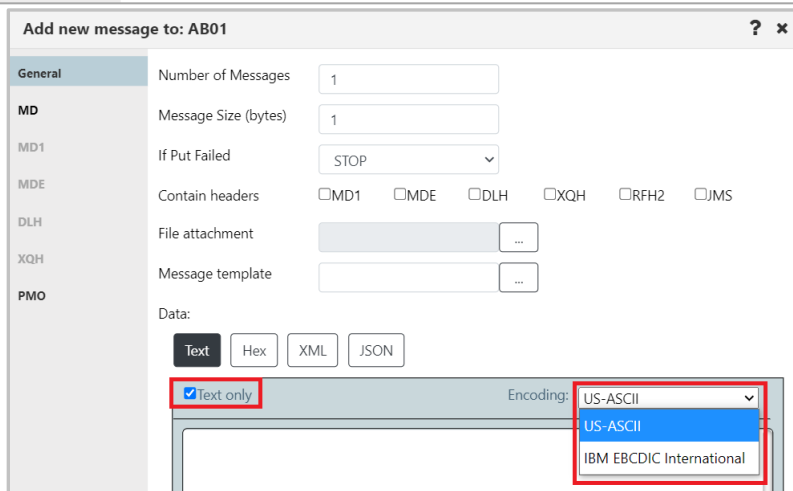 Add new message to: AB01 ? ×
General
MD
MD1
MDE
DLH
XQH
PMO
Number of Messages 1
Message Size (bytes) 1
If Put Failed STOP
Contain headers MD1 MDE DLH XQH RFH2 JMS
File attachment ...
Message template ...
Data:
Text Hex XML JSON
Text only Encoding: US-ASCII
US-ASCII
IBM EBCDIC International